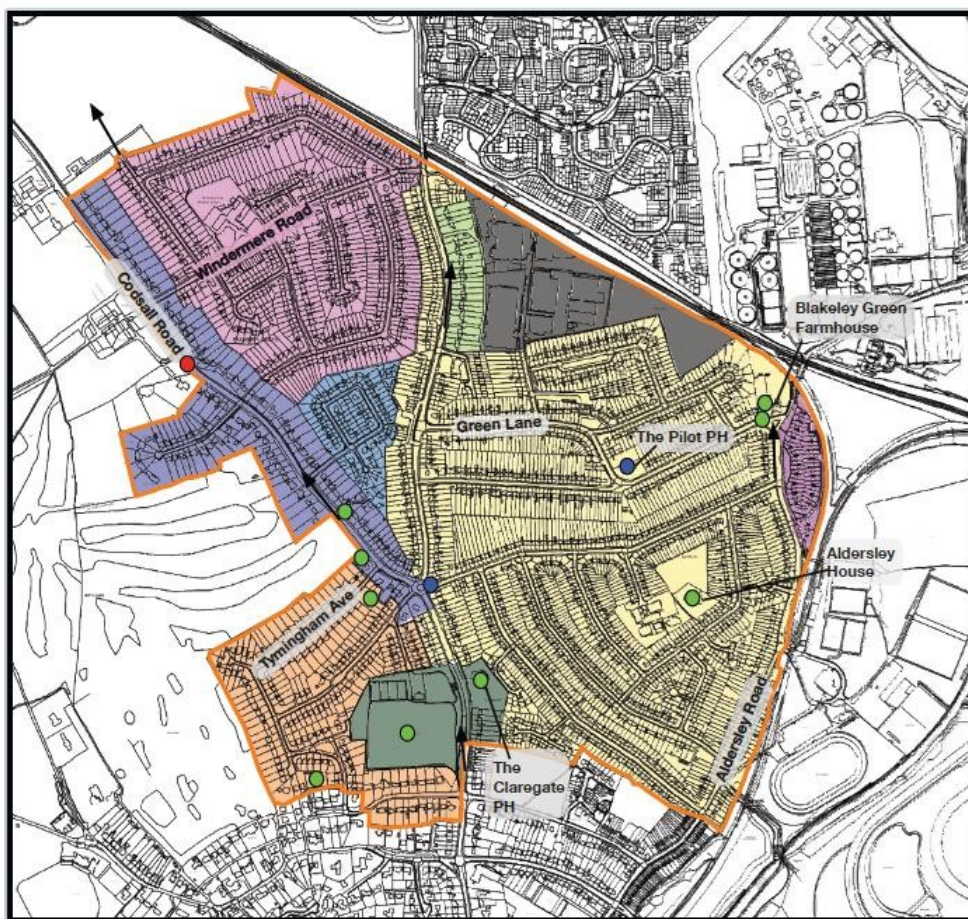 Windermere Road
Codsall Road
Blakeley Green
Farmhouse
Green Lane
The Pilot PH
Aldersley
House
Tymingham Ave
Aldersley Road
The
Claregate
PH